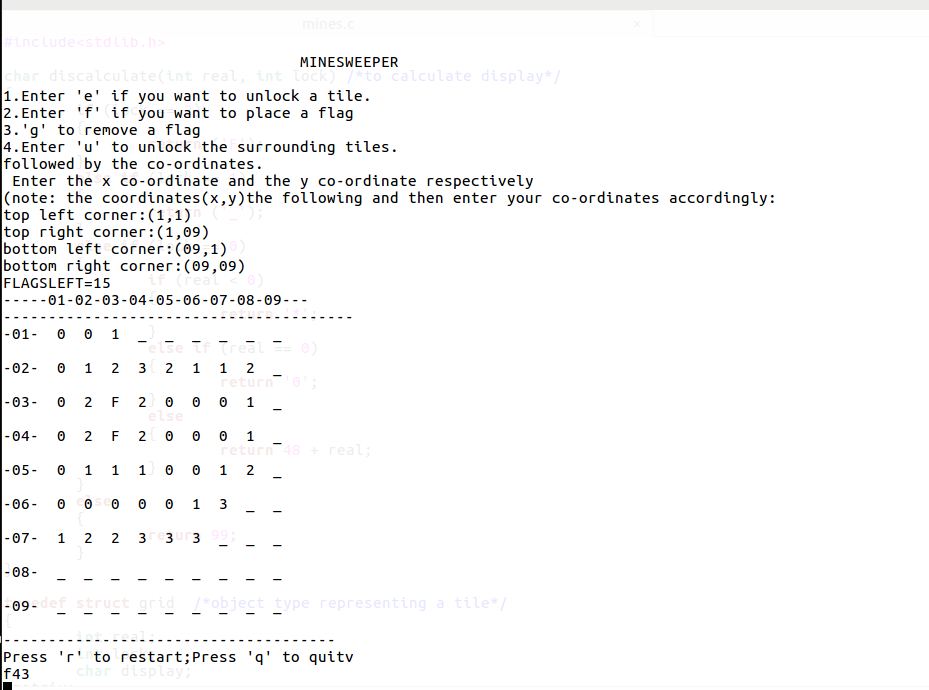 mines.c ×
#include<stdlib.h>
MINESWEEPER
char discalculate(int real, int lock) /*to calculate display*/
1.Enter 'e' if you want to unlock a tile.
2.Enter 'f' if you want to place a flag
3.'g' to remove a flag
4.Enter 'u' to unlock the surrounding tiles.
followed by the co-ordinates.
Enter the x co-ordinate and the y co-ordinate respectively
(note: the coordinates(x,y)the following and then enter your co-ordinates accordingly:
top left corner:(1,1)
top right corner:(1,09)
bottom left corner:(09,1)
bottom right corner:(09,09)
if (real < 0)
FLAGSLEFT=15
-----01-02-03-04-05-06-07-08-09---
---------------------------------------
-01- 0 0 1 _ _ _ _ _ _
else if (real == 0)
-02- 0 1 2 3 2 1 1 2 _
return '0';
-03- 0 2 F 2 0 0 0 1 _
else
-04- 0 2 F 2 0 0 0 1 _
return 48 + real;
-05- 0 1 1 1 0 0 1 2 _
}
-06- 0 0 0 0 0 1 3 _ _
else
{
-07- 1 2 2 3 3 3 _ _ _
return 99;
}
-08- _ _ _ _ _ _ _ _ _
-09- _ _ _ _ _ _ _ _ _
struct grid /*object type representing a tile*/
{
int real;
-------------------------------------
Press 'r' to restart;Press 'q' to quitv
char display;
f43